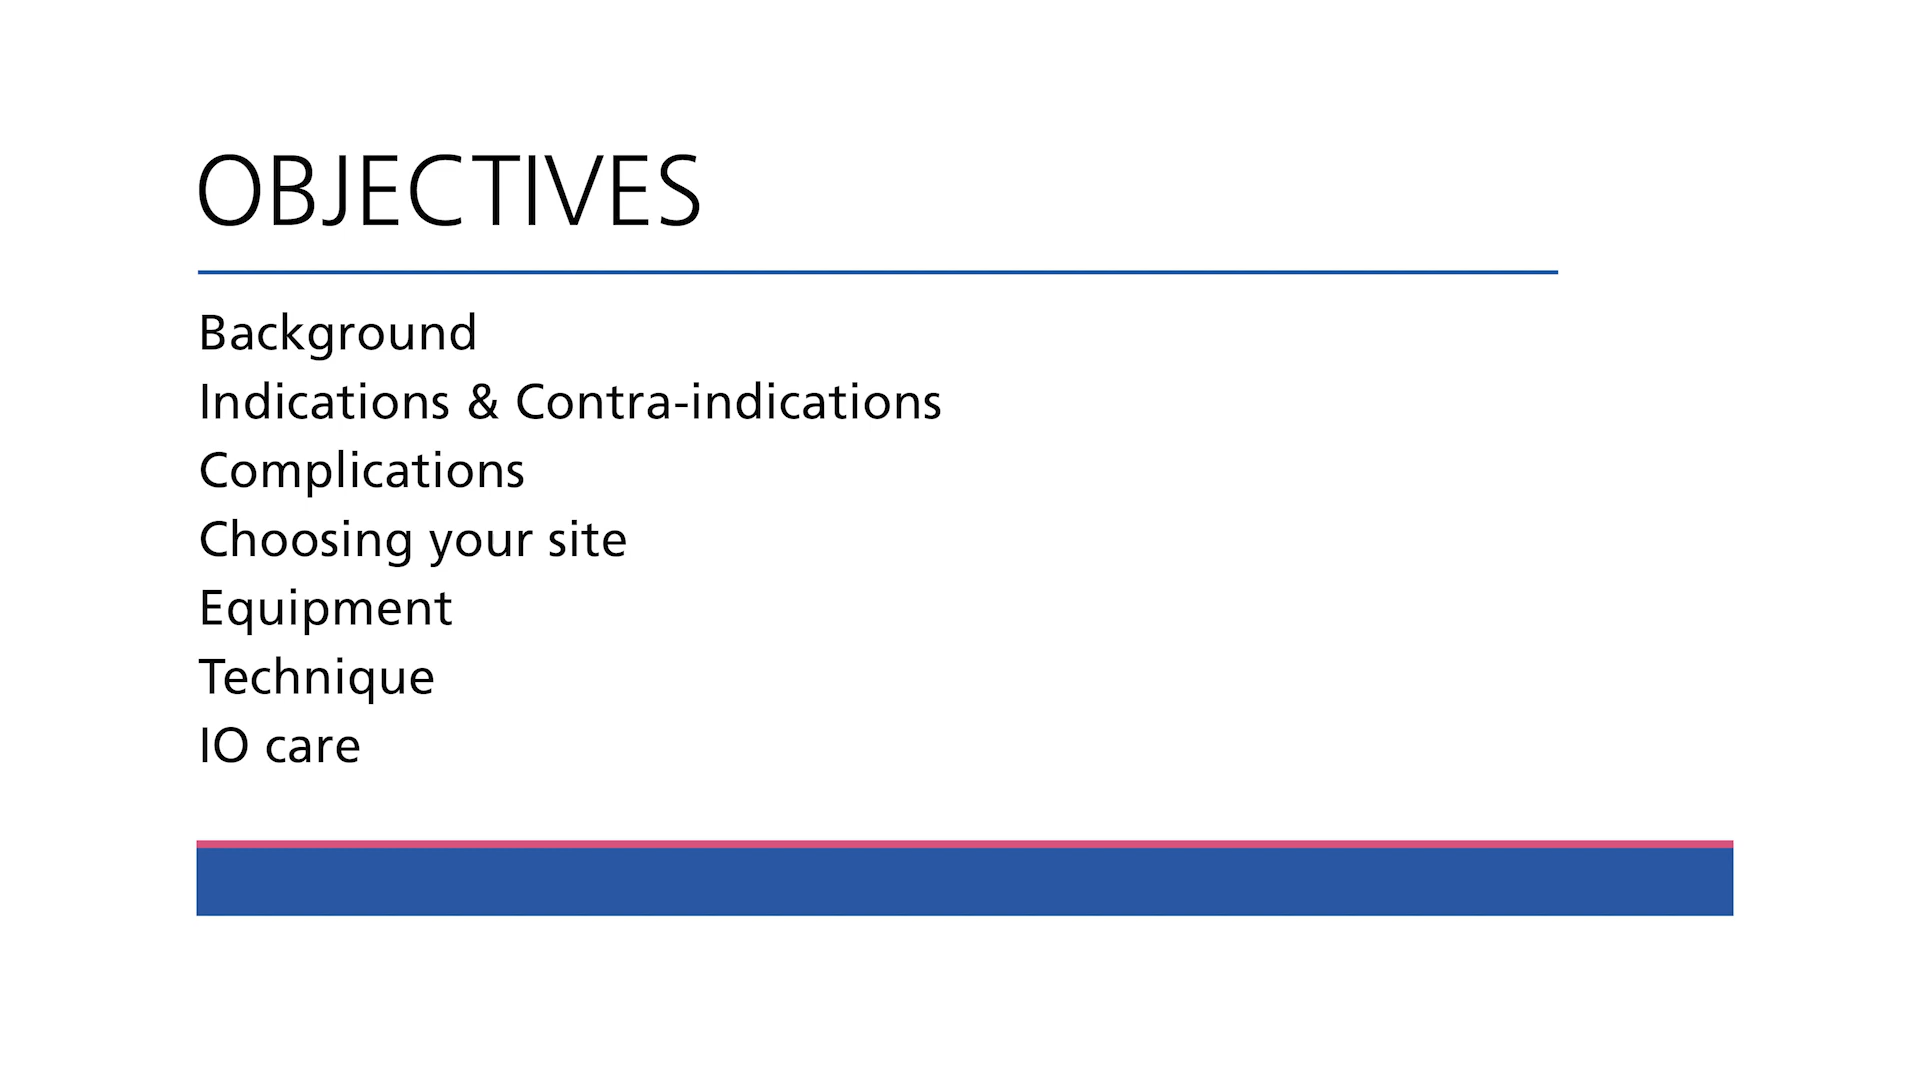 OBJECTIVES
Background
Indications & Contra-indications
Complications
Choosing your site
Equipment
Technique
IO care